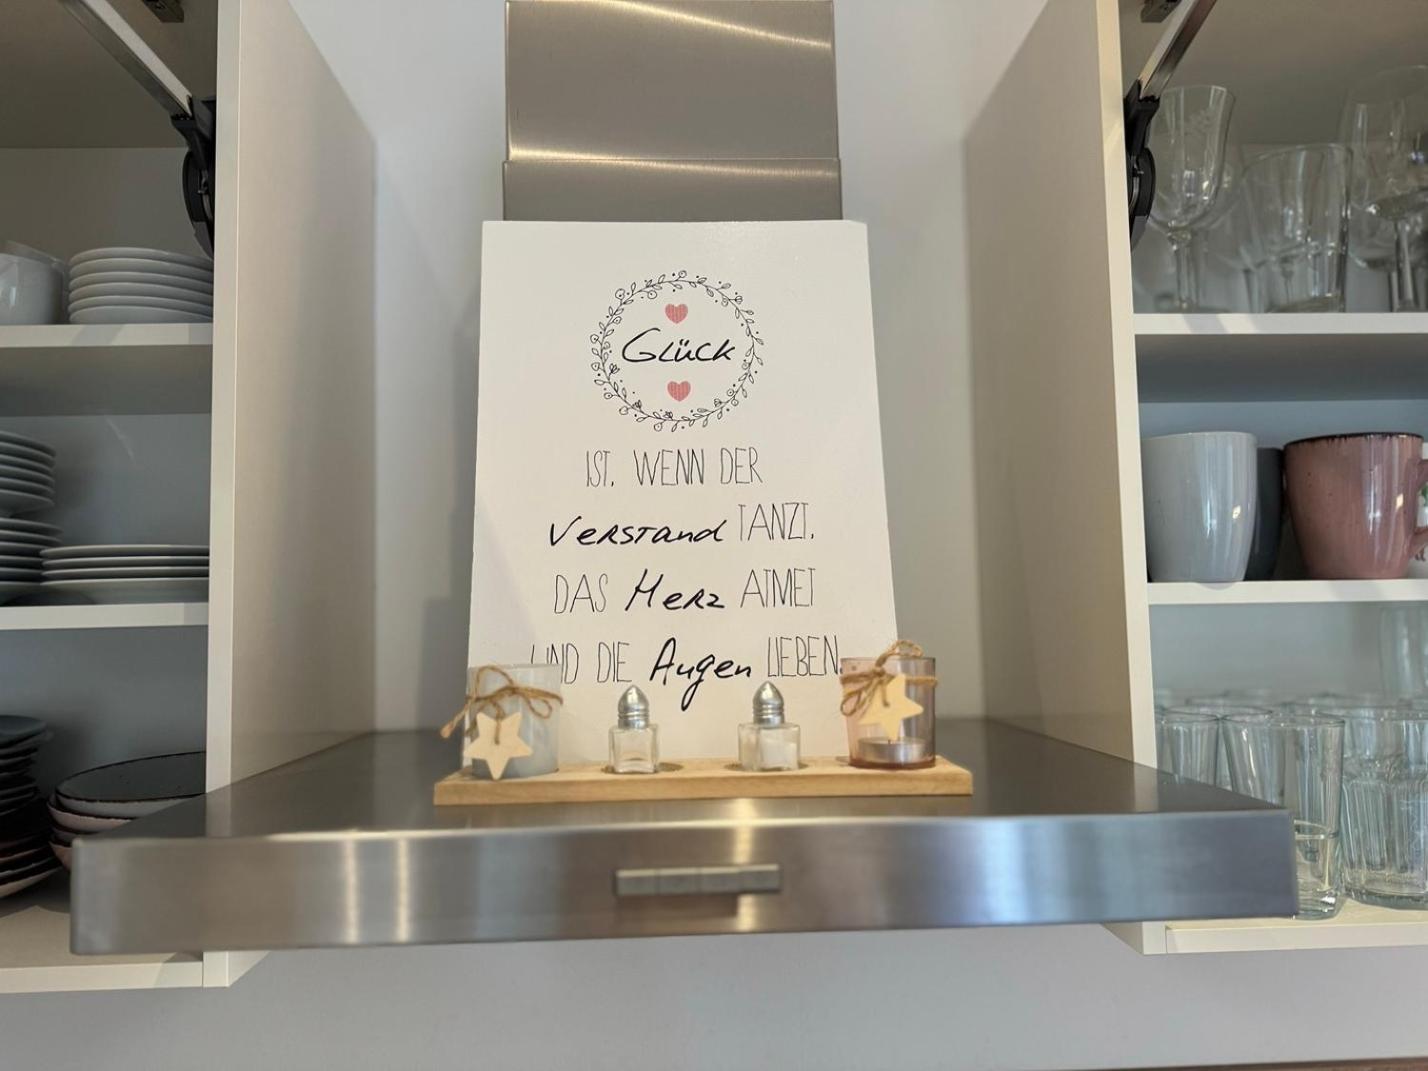 Glück
IST, WENN DER
Verstand TANZT,
DAS Herz ATMET
UND DIE Augen LIEBEN.